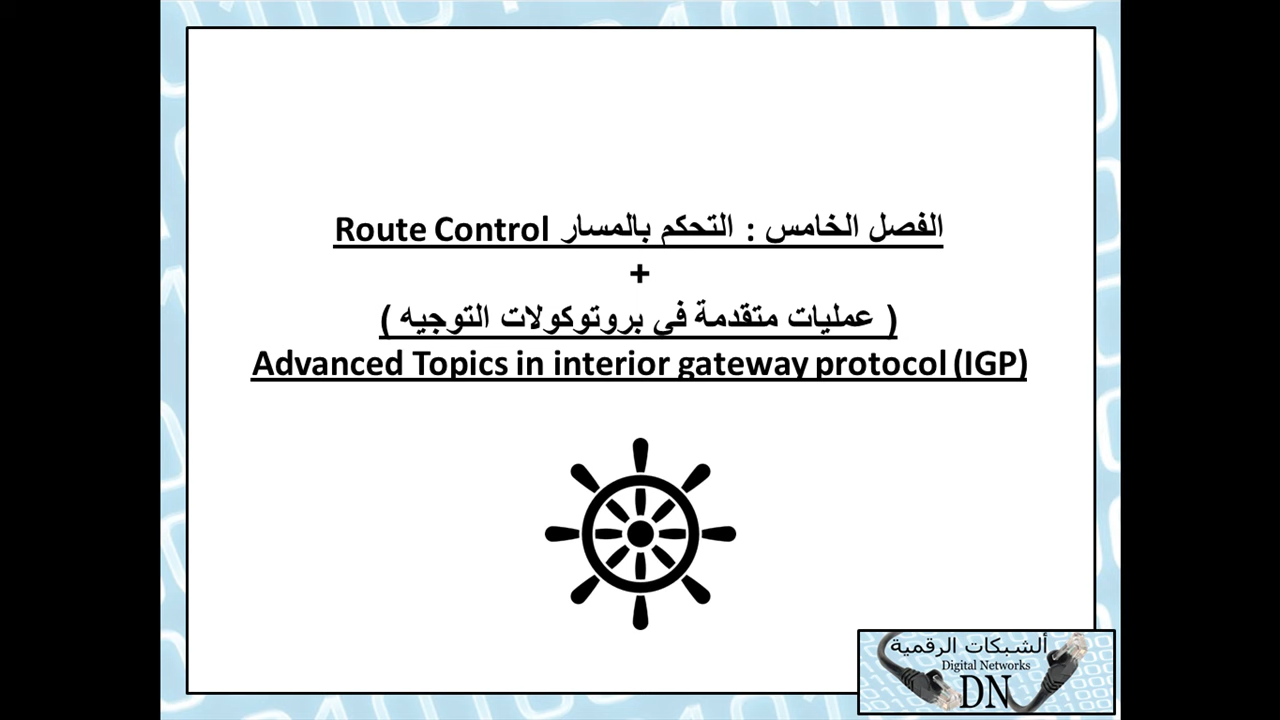 الفصل الخامس : التحكم بالمسار Route Control
+
( عمليات متقدمة في بروتوكولات التوجيه )
Advanced Topics in interior gateway protocol (IGP)
ألشبكات الرقمية
Digital Networks
DN